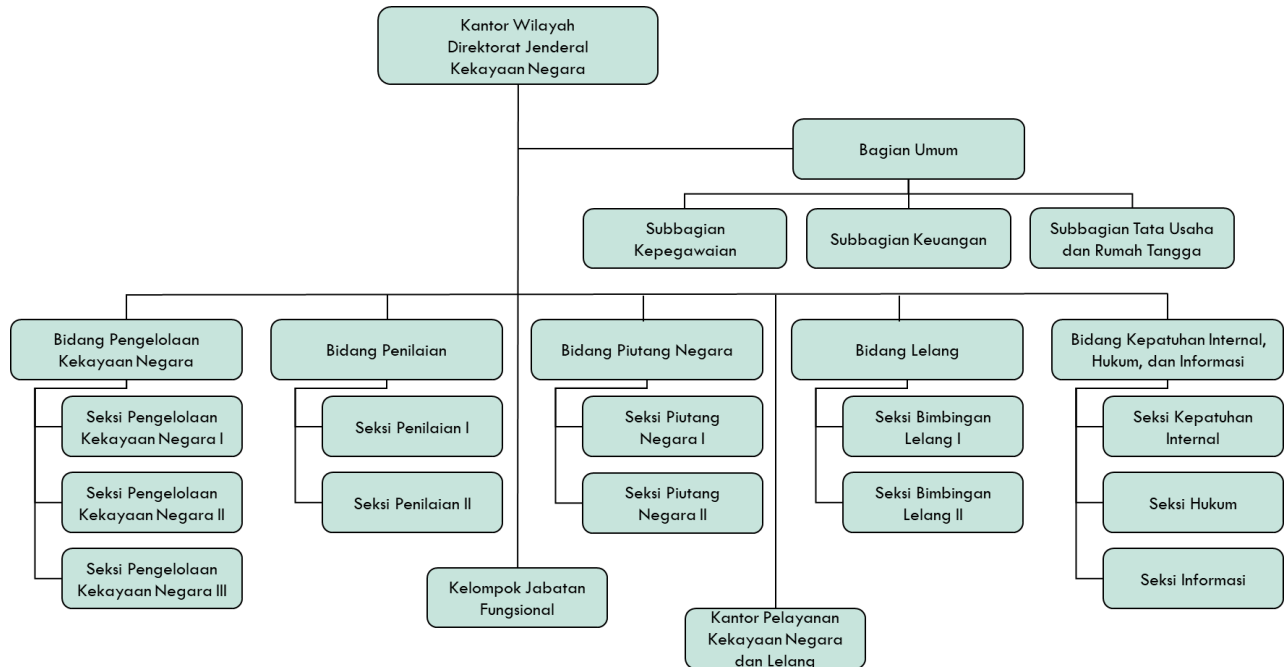 Kantor Wilayah
Direktorat Jenderal
Kekayaan Negara
Bagian Umum
Subbagian
Kepegawaian
Subbagian Keuangan
Subbagian Tata Usaha
dan Rumah Tangga
Bidang Pengelolaan
Kekayaan Negara
Seksi Pengelolaan
Kekayaan Negara I
Seksi Pengelolaan
Kekayaan Negara II
Seksi Pengelolaan
Kekayaan Negara III
Bidang Penilaian
Seksi Penilaian I
Seksi Penilaian II
Bidang Piutang Negara
Seksi Piutang
Negara I
Seksi Piutang
Negara II
Bidang Lelang
Seksi Bimbingan
Lelang I
Seksi Bimbingan
Lelang II
Bidang Kepatuhan Internal,
Hukum, dan Informasi
Seksi Kepatuhan
Internal
Seksi Hukum
Seksi Informasi
Kelompok Jabatan
Fungsional
Kantor Pelayanan
Kekayaan Negara
dan Lelang